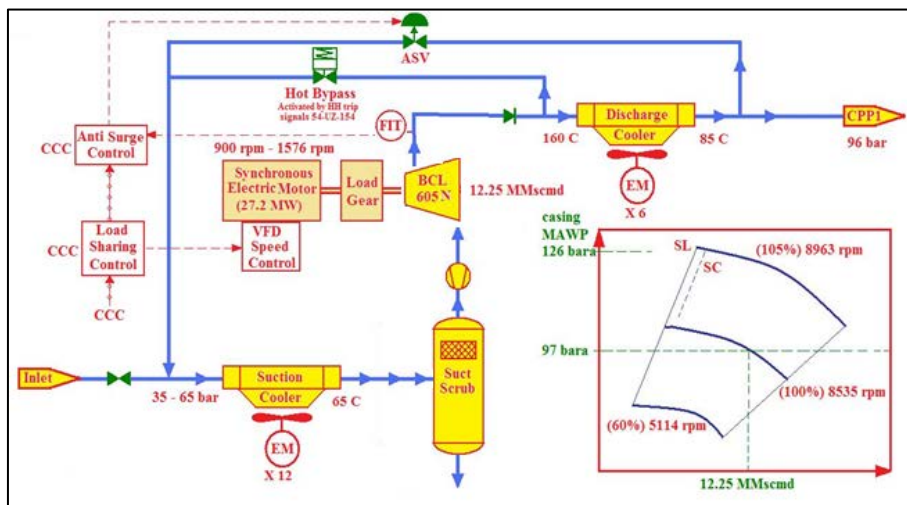 ASV
Hot Bypass
Activated by HH trip
signals 54-UZ-154
FIT
CCC
Anti Surge
Control
900 rpm - 1576 rpm
Synchronous
Electric Motor
(27.2 MW)
Load
Gear
BCL
605N
12.25 MMscmd
160 C
Discharge
Cooler
85 C
EM
X 6
CPP1
96 bar
CCC
Load
Sharing
Control
VFD
Speed
Control
CCC
Inlet
35 - 65 bar
Suction
Cooler
65 C
EM
X 12
Suct
Scrub
casing
MAWP
126 bara
SL
SC
(105%) 8963 rpm
97 bara
(100%) 8535 rpm
(60%) 5114 rpm
12.25 MMscmd